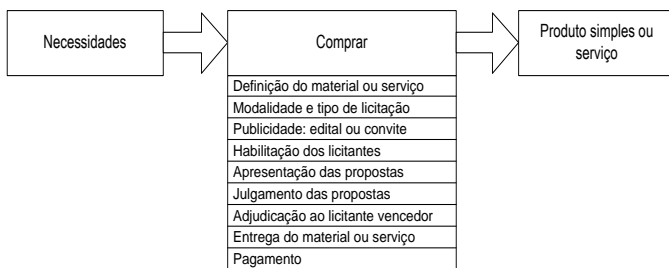 Necessidades
Comprar
Produto simples ou
serviço
Definição do material ou serviço
Modalidade e tipo de licitação
Publicidade: edital ou convite
Habilitação dos licitantes
Apresentação das propostas
Julgamento das propostas
Adjudicação ao licitante vencedor
Entrega do material ou serviço
Pagamento